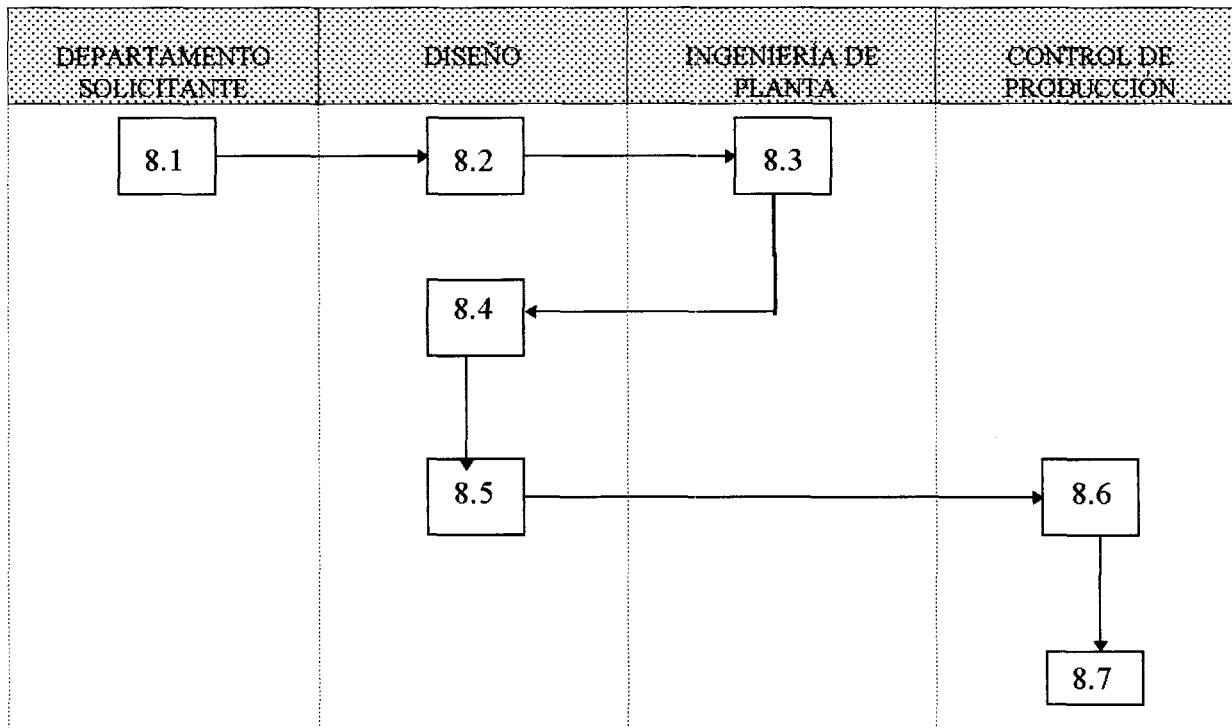 DEPARTAMENTO
SOLICITANTE
DISEÑO
INGENIERÍA DE
PLANTA
CONTROL DE
PRODUCCIÓN
8.1
8.2
8.3
8.4
8.5
8.6
8.7